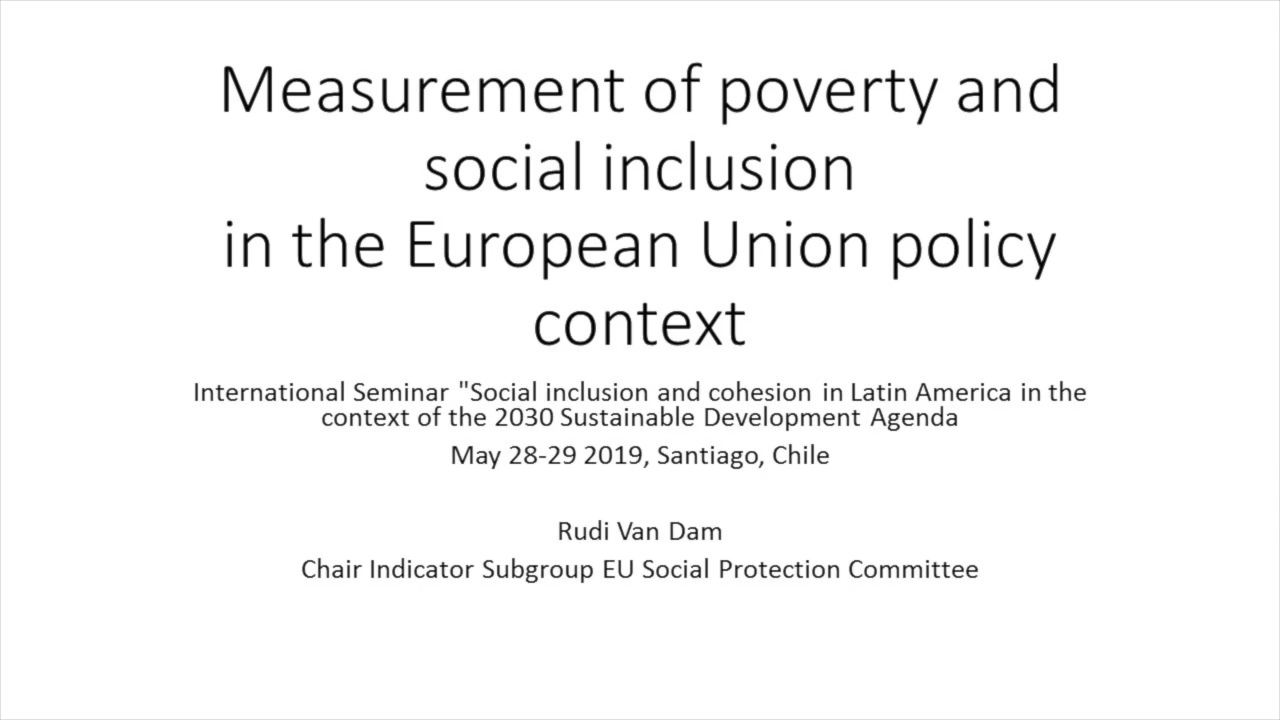 Measurement of poverty and
social inclusion
in the European Union policy
context
International Seminar "Social inclusion and cohesion in Latin America in the
context of the 2030 Sustainable Development Agenda
May 28-29 2019, Santiago, Chile
Rudi Van Dam
Chair Indicator Subgroup EU Social Protection Committee